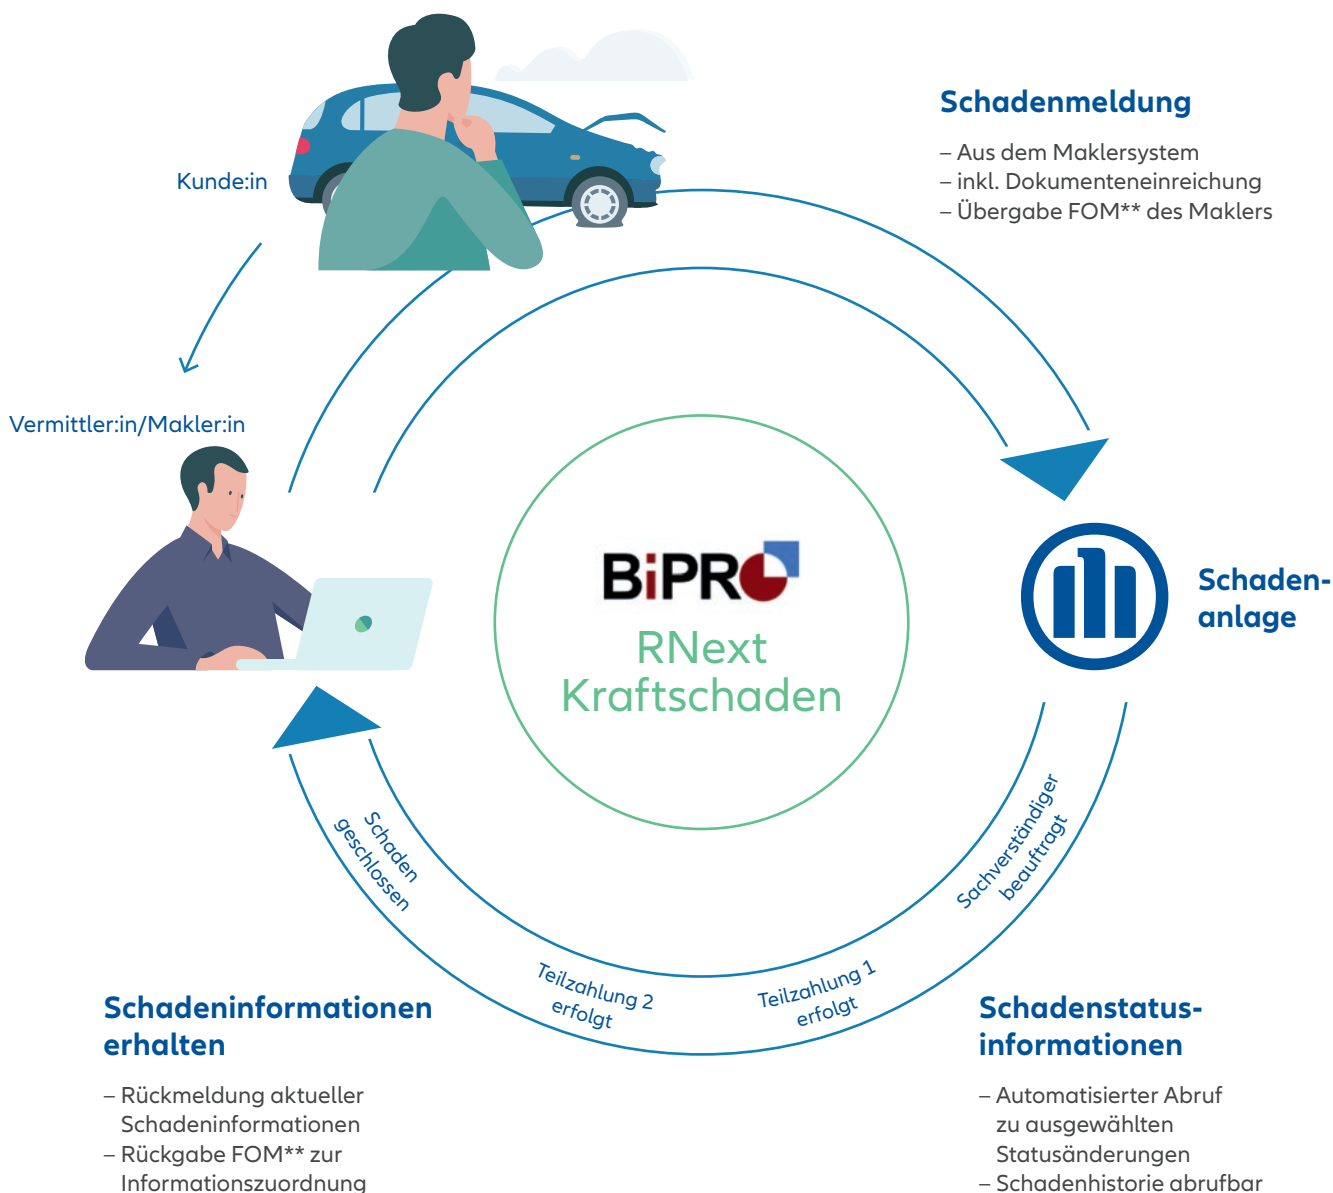 Kunde:in
Schadenmeldung
– Aus dem Maklersystem
– inkl. Dokumenteneinreichung
– Übergabe FOM** des Maklers
Vermittler:in/Makler:in
BiPRO
RNext
Kraftschaden
Schaden-
anlage
Sachverständiger
beauftragt
Teilzahlung 1
erfolgt
Teilzahlung 2
erfolgt
Schaden
geschlossen
Schadenstatus-
informationen
– Automatisierter Abruf
zu ausgewählten
Statusänderungen
– Schadenhistorie abrufbar
Schadeninformationen
erhalten
– Rückmeldung aktueller
Schadeninformationen
– Rückgabe FOM** zur
Informationszuordnung